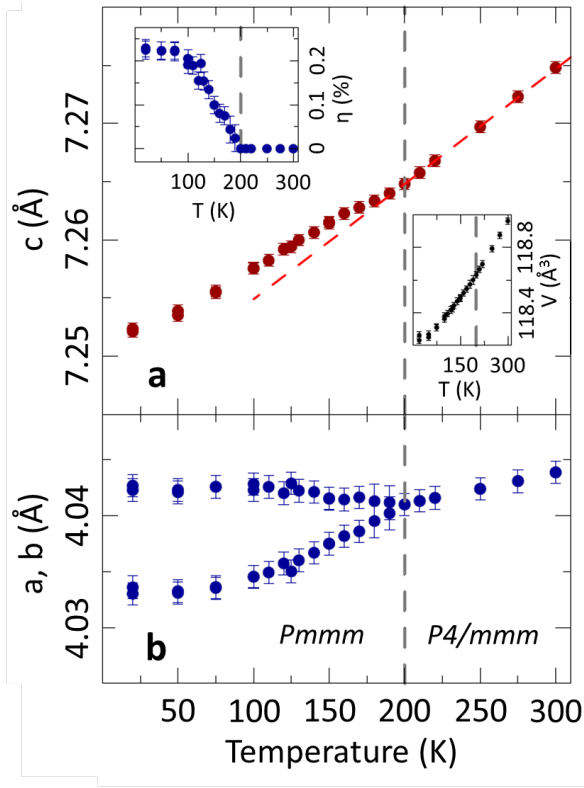 7.27
7.26
7.25
c (Å)
0.2
0.1
0
η (%)
100 200 300
T (K)
118.8
118.4
V (Å³)
150 300
T (K)
a
4.04
4.03
a, b (Å)
Pmmm P4/mmm
b
50 100 150 200 250 300
Temperature (K)